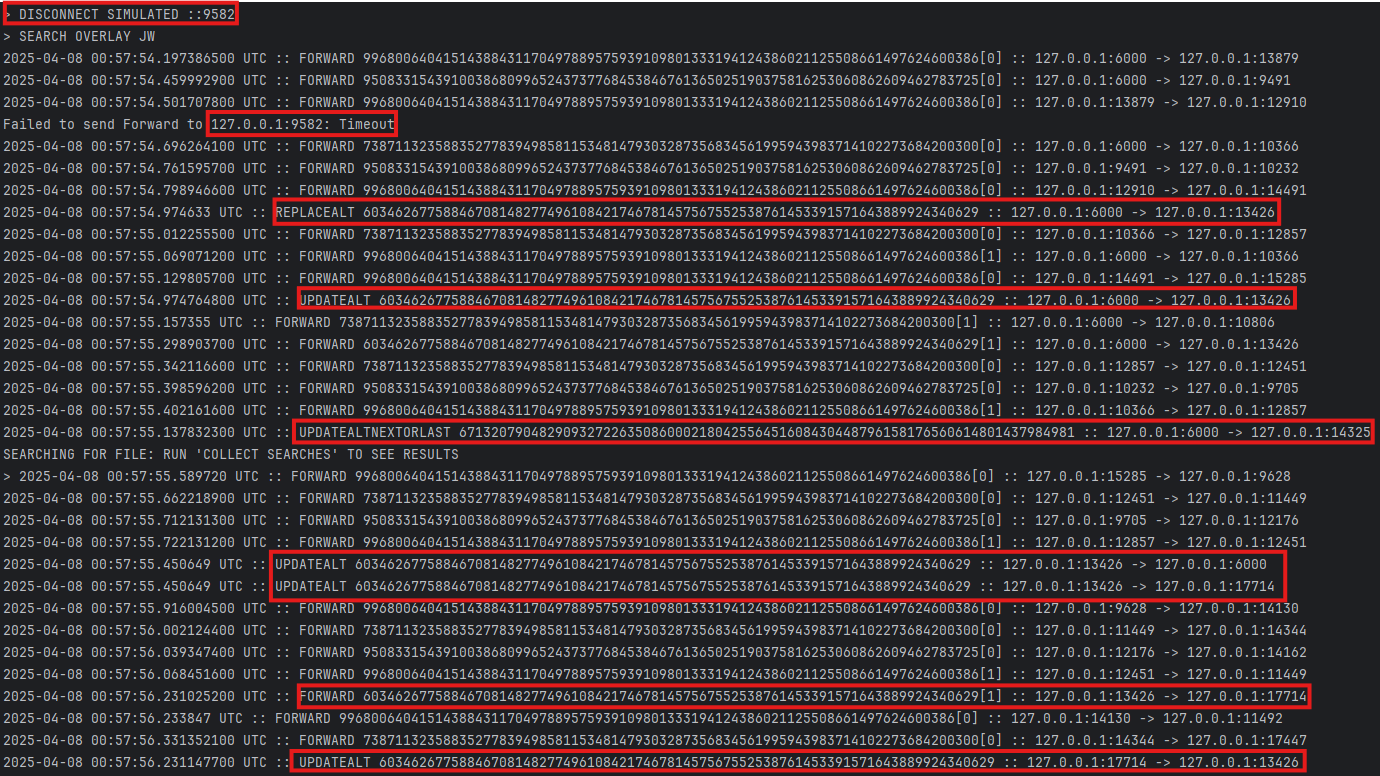 > DISCONNECT SIMULATED ::9582
> SEARCH OVERLAY JW
2025-04-08 00:57:54.197386500 UTC :: FORWARD 99680064041514388431170497889575939109801333194124386021125508661497624600386[0] :: 127.0.0.1:6000 -> 127.0.0.1:13879
2025-04-08 00:57:54.459992900 UTC :: FORWARD 95083315439100386809965243737768453846761365025190375816253060862609462783725[0] :: 127.0.0.1:6000 -> 127.0.0.1:9491
2025-04-08 00:57:54.501707800 UTC :: FORWARD 99680064041514388431170497889575939109801333194124386021125508661497624600386[0] :: 127.0.0.1:13879 -> 127.0.0.1:12910
Failed to send Forward to 127.0.0.1:9582: Timeout
2025-04-08 00:57:54.696264100 UTC :: FORWARD 73871132358835277839498581153481479303287356834561995943983714102273684200300[0] :: 127.0.0.1:6000 -> 127.0.0.1:10366
2025-04-08 00:57:54.761595700 UTC :: FORWARD 95083315439100386809965243737768453846761365025190375816253060862609462783725[0] :: 127.0.0.1:9491 -> 127.0.0.1:10232
2025-04-08 00:57:54.798946600 UTC :: FORWARD 99680064041514388431170497889575939109801333194124386021125508661497624600386[0] :: 127.0.0.1:12910 -> 127.0.0.1:14491
2025-04-08 00:57:54.974633 UTC :: REPLACEALT 60346267758846708148277496108421746781457567552538761453391571643889924340629 :: 127.0.0.1:6000 -> 127.0.0.1:13426
2025-04-08 00:57:55.012255500 UTC :: FORWARD 73871132358835277839498581153481479303287356834561995943983714102273684200300[0] :: 127.0.0.1:10366 -> 127.0.0.1:12857
2025-04-08 00:57:55.069071200 UTC :: FORWARD 99680064041514388431170497889575939109801333194124386021125508661497624600386[1] :: 127.0.0.1:6000 -> 127.0.0.1:10366
2025-04-08 00:57:55.129805700 UTC :: FORWARD 99680064041514388431170497889575939109801333194124386021125508661497624600386[0] :: 127.0.0.1:14491 -> 127.0.0.1:15285
2025-04-08 00:57:54.974764800 UTC :: UPDATEALT 60346267758846708148277496108421746781457567552538761453391571643889924340629 :: 127.0.0.1:6000 -> 127.0.0.1:13426
2025-04-08 00:57:55.157355 UTC :: FORWARD 73871132358835277839498581153481479303287356834561995943983714102273684200300[1] :: 127.0.0.1:6000 -> 127.0.0.1:10806
2025-04-08 00:57:55.298903700 UTC :: FORWARD 60346267758846708148277496108421746781457567552538761453391571643889924340629[1] :: 127.0.0.1:6000 -> 127.0.0.1:13426
2025-04-08 00:57:55.342116600 UTC :: FORWARD 73871132358835277839498581153481479303287356834561995943983714102273684200300[0] :: 127.0.0.1:12857 -> 127.0.0.1:12451
2025-04-08 00:57:55.398596200 UTC :: FORWARD 95083315439100386809965243737768453846761365025190375816253060862609462783725[0] :: 127.0.0.1:10232 -> 127.0.0.1:9705
2025-04-08 00:57:55.402161600 UTC :: FORWARD 99680064041514388431170497889575939109801333194124386021125508661497624600386[1] :: 127.0.0.1:10366 -> 127.0.0.1:12857
2025-04-08 00:57:55.137832300 UTC :: UPDATEALTNEXTORLAST 67132079048290932722635086000218042556451608430448796158176560614801437984981 :: 127.0.0.1:6000 -> 127.0.0.1:14325
SEARCHING FOR FILE: RUN 'COLLECT SEARCHES' TO SEE RESULTS
> 2025-04-08 00:57:55.589720 UTC :: FORWARD 99680064041514388431170497889575939109801333194124386021125508661497624600386[0] :: 127.0.0.1:15285 -> 127.0.0.1:9628
2025-04-08 00:57:55.662218900 UTC :: FORWARD 73871132358835277839498581153481479303287356834561995943983714102273684200300[0] :: 127.0.0.1:12451 -> 127.0.0.1:11449
2025-04-08 00:57:55.712131300 UTC :: FORWARD 95083315439100386809965243737768453846761365025190375816253060862609462783725[0] :: 127.0.0.1:9705 -> 127.0.0.1:12176
2025-04-08 00:57:55.722131200 UTC :: FORWARD 99680064041514388431170497889575939109801333194124386021125508661497624600386[1] :: 127.0.0.1:12857 -> 127.0.0.1:12451
2025-04-08 00:57:55.450649 UTC :: UPDATEALT 60346267758846708148277496108421746781457567552538761453391571643889924340629 :: 127.0.0.1:13426 -> 127.0.0.1:6000
2025-04-08 00:57:55.450649 UTC :: UPDATEALT 60346267758846708148277496108421746781457567552538761453391571643889924340629 :: 127.0.0.1:13426 -> 127.0.0.1:17714
2025-04-08 00:57:55.916004500 UTC :: FORWARD 99680064041514388431170497889575939109801333194124386021125508661497624600386[0] :: 127.0.0.1:9628 -> 127.0.0.1:14130
2025-04-08 00:57:56.002124400 UTC :: FORWARD 73871132358835277839498581153481479303287356834561995943983714102273684200300[0] :: 127.0.0.1:11449 -> 127.0.0.1:14344
2025-04-08 00:57:56.039347400 UTC :: FORWARD 95083315439100386809965243737768453846761365025190375816253060862609462783725[0] :: 127.0.0.1:12176 -> 127.0.0.1:14162
2025-04-08 00:57:56.068451600 UTC :: FORWARD 99680064041514388431170497889575939109801333194124386021125508661497624600386[1] :: 127.0.0.1:12451 -> 127.0.0.1:11449
2025-04-08 00:57:56.231025200 UTC :: FORWARD 60346267758846708148277496108421746781457567552538761453391571643889924340629[1] :: 127.0.0.1:13426 -> 127.0.0.1:17714
2025-04-08 00:57:56.233847 UTC :: FORWARD 99680064041514388431170497889575939109801333194124386021125508661497624600386[0] :: 127.0.0.1:14130 -> 127.0.0.1:11492
2025-04-08 00:57:56.331352100 UTC :: FORWARD 73871132358835277839498581153481479303287356834561995943983714102273684200300[0] :: 127.0.0.1:14344 -> 127.0.0.1:17447
2025-04-08 00:57:56.231147700 UTC :: UPDATEALT 60346267758846708148277496108421746781457567552538761453391571643889924340629 :: 127.0.0.1:17714 -> 127.0.0.1:13426